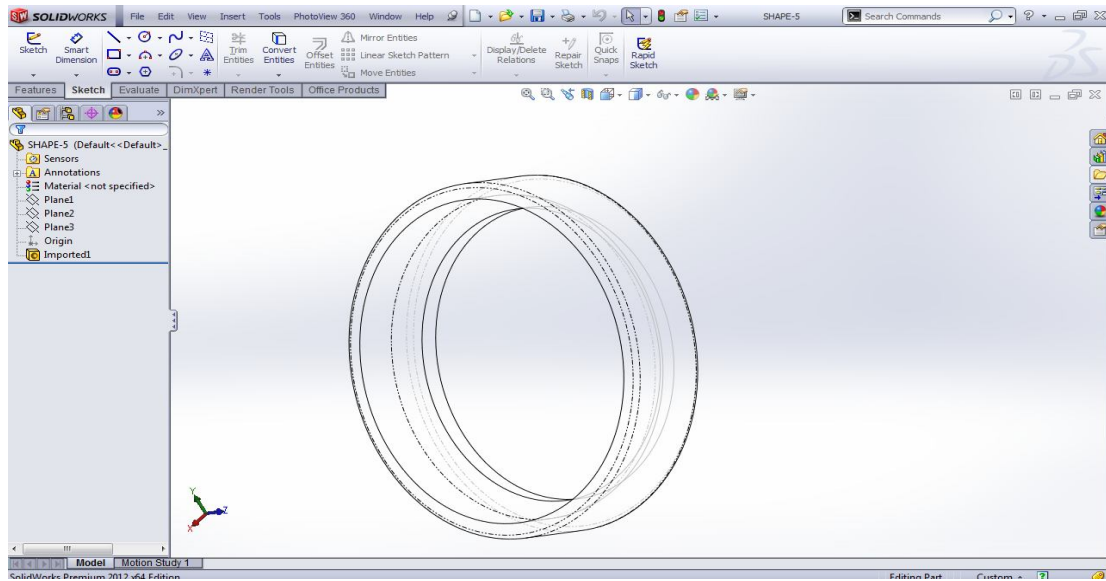 SW SOLIDWORKS File Edit View Insert Tools PhotoView 360 Window Help SHAPE-5 Search Commands
Sketch Smart Dimension Trim Entities Convert Entities Offset Entities Mirror Entities Linear Sketch Pattern Move Entities Display/Delete Relations Repair Sketch Quick Snaps Rapid Sketch
Features Sketch Evaluate DimXpert Render Tools Office Products
SHAPE-5 (Default<<Default>_
Sensors
Annotations
Material <not specified>
Plane1
Plane2
Plane3
Origin
Imported1
Y
X
Z
Model Motion Study 1
SolidWorks Premium 2012 x64 Edition Editing Part Custom